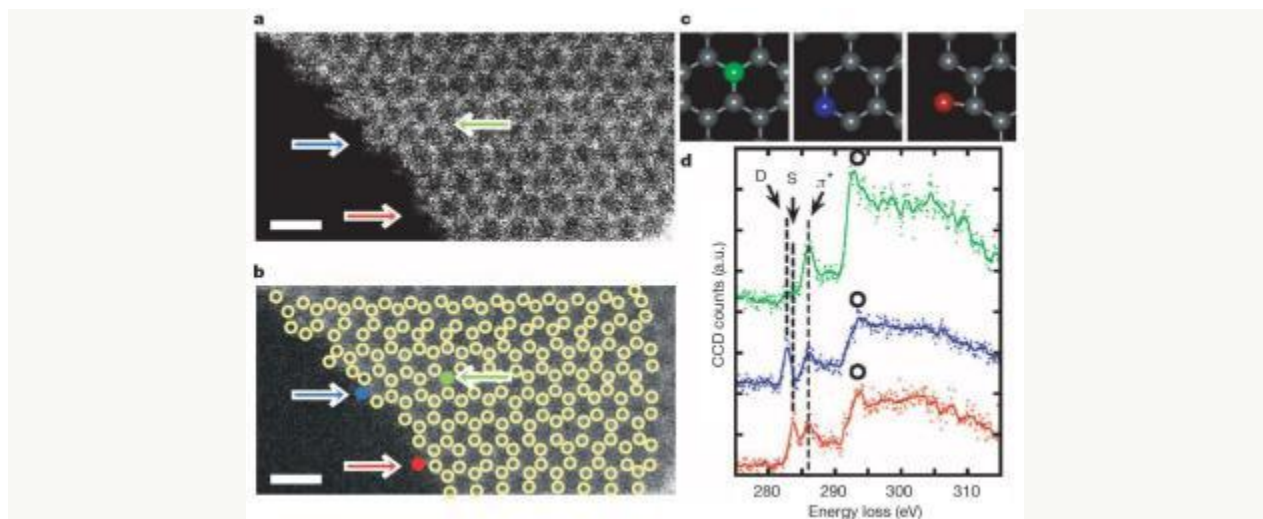 a
c
b
d
D
S
π*
CCD counts (a.u.)
280
290
300
310
Energy loss (eV)